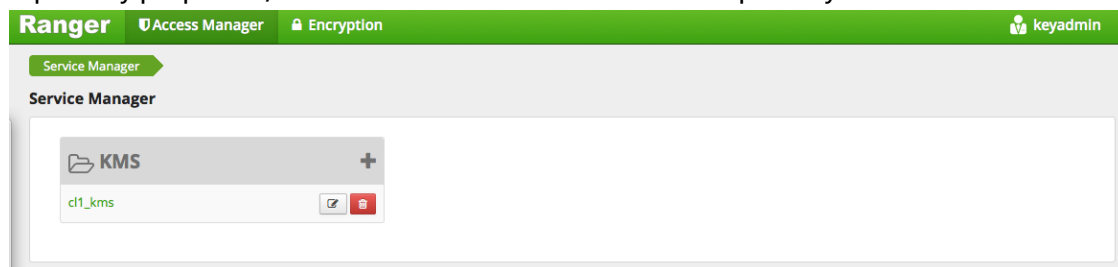 Ranger Access Manager Encryption keyadmin
Service Manager
Service Manager
KMS
cl1_kms